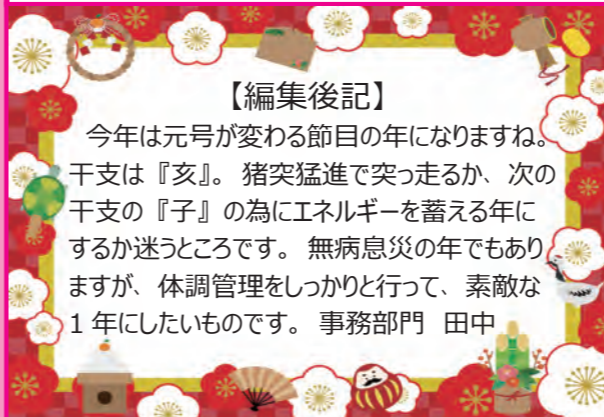 【編集後記】
今年は元号が変わる節目の年になりますね。
干支は『亥』。猪突猛進で突っ走るか、次の
干支の『子』の為にエネルギーを蓄える年に
するか迷うところです。無病息災の年でもあり
ますが、体調管理をしっかりと行って、素敵な
1年にしたいものです。事務部門 田中